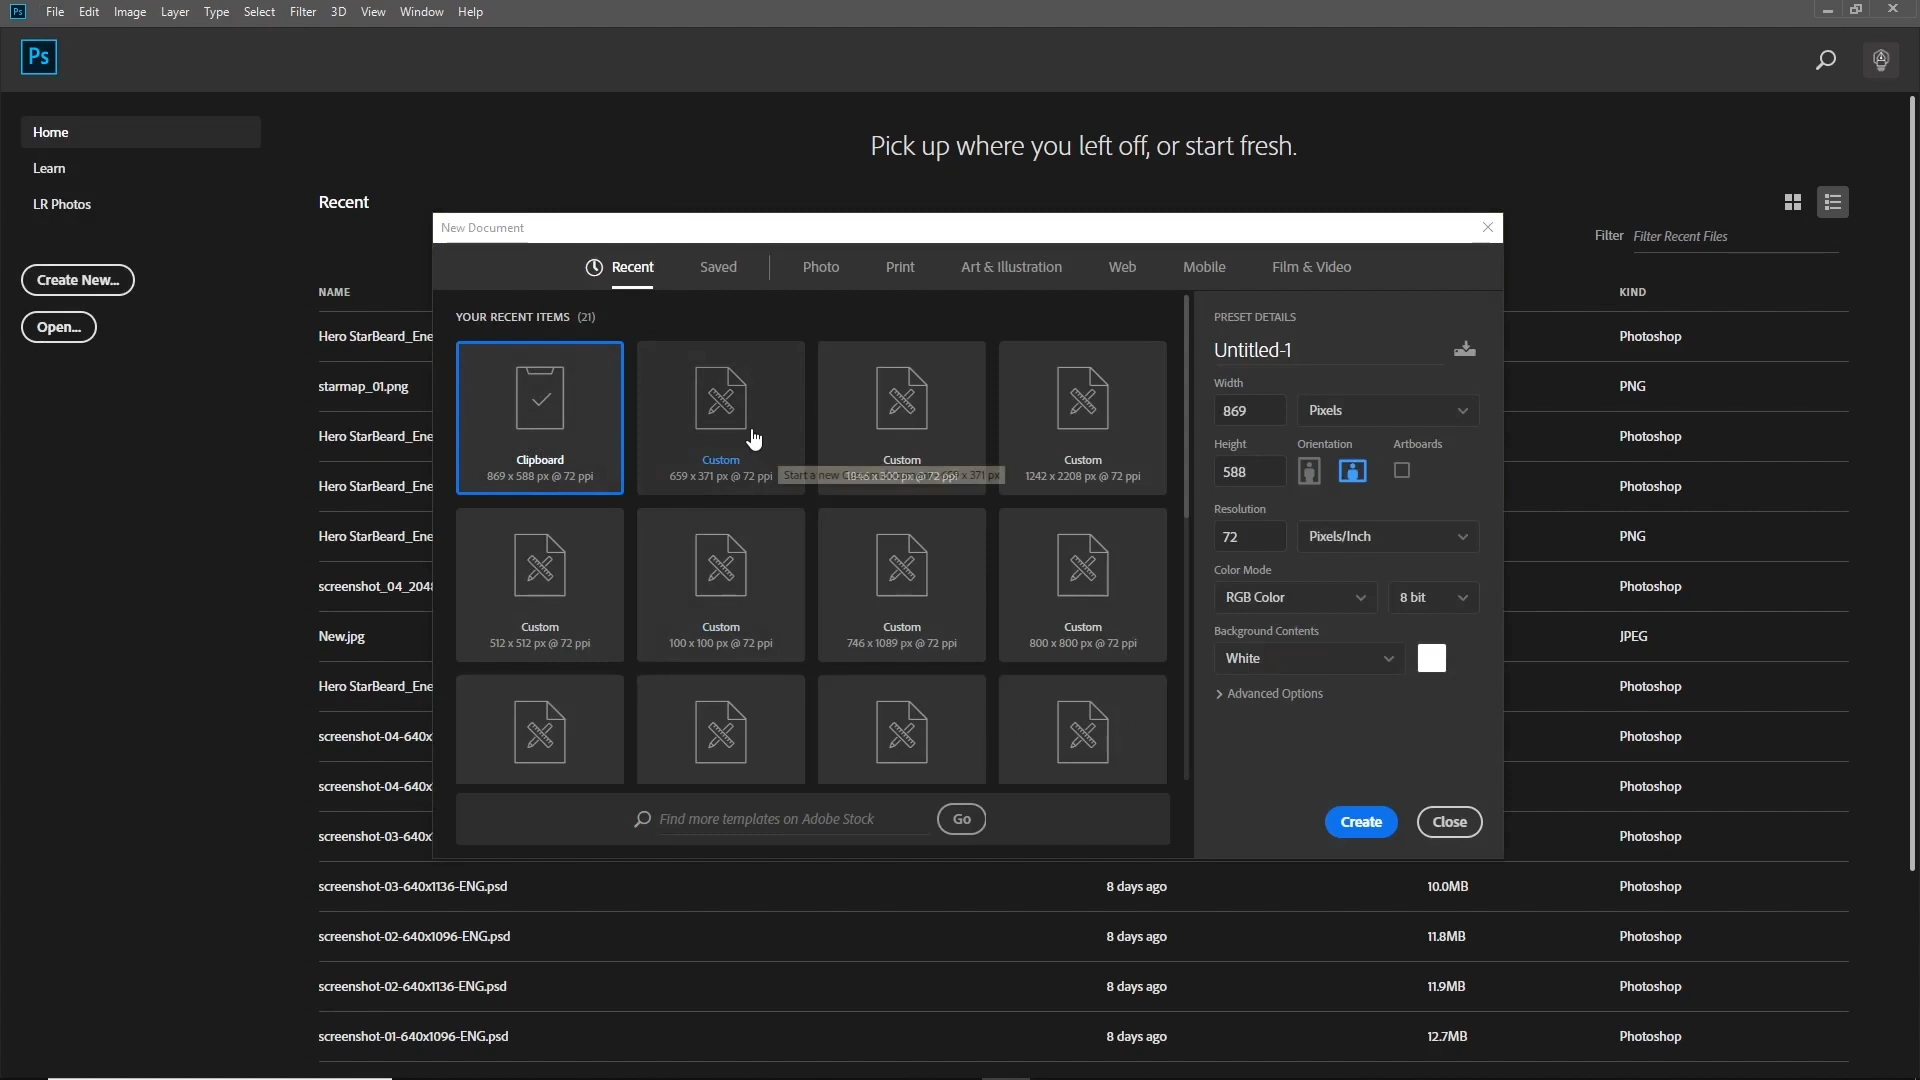 Ps File Edit Image Layer Type Select Filter 3D View Window Help
Ps
Home
Learn
LR Photos
Create New...
Open...
Pick up where you left off, or start fresh.
Recent
Filter Filter Recent Files
NAME KIND
Hero StarBeard_Ene Photoshop
starmap_01.png PNG
Hero StarBeard_Ene Photoshop
Hero StarBeard_Ene Photoshop
Hero StarBeard_Ene PNG
screenshot_04_2048 Photoshop
New.jpg JPEG
Hero StarBeard_Ene Photoshop
screenshot-04-640x Photoshop
screenshot-04-640x Photoshop
screenshot-03-640x Photoshop
screenshot-03-640x1136-ENG.psd 8 days ago 10.0MB Photoshop
screenshot-02-640x1096-ENG.psd 8 days ago 11.8MB Photoshop
screenshot-02-640x1136-ENG.psd 8 days ago 11.9MB Photoshop
screenshot-01-640x1096-ENG.psd 8 days ago 12.7MB Photoshop
New Document
Recent Saved Photo Print Art & Illustration Web Mobile Film & Video
YOUR RECENT ITEMS (21)
Clipboard Custom Custom Custom
869 x 588 px @ 72 ppi 659 x 371 px @ 72 ppi 1242 x 2208 px @ 72 ppi
Start a new 659 x 371 px
Custom Custom Custom Custom
512 x 512 px @ 72 ppi 100 x 100 px @ 72 ppi 746 x 1089 px @ 72 ppi 800 x 800 px @ 72 ppi
Find more templates on Adobe Stock Go
PRESET DETAILS
Untitled-1
Width
869 Pixels
Height Orientation Artboards
588
Resolution
72 Pixels/Inch
Color Mode
RGB Color 8 bit
Background Contents
White
Advanced Options
Create Close